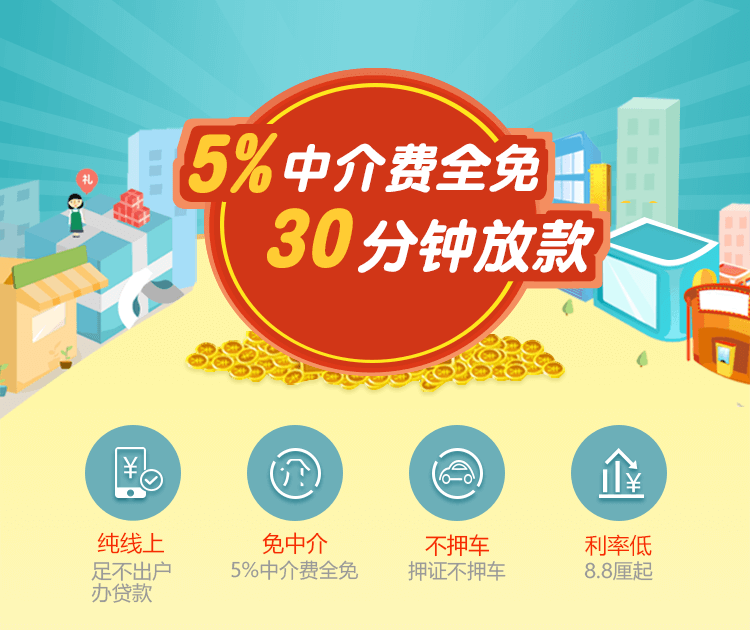 5%中介费全免
30分钟放款
礼
纯线上
足不出户
办贷款
免中介
5%中介费全免
不押车
押证不押车
利率低
8.8厘起
¥
¥